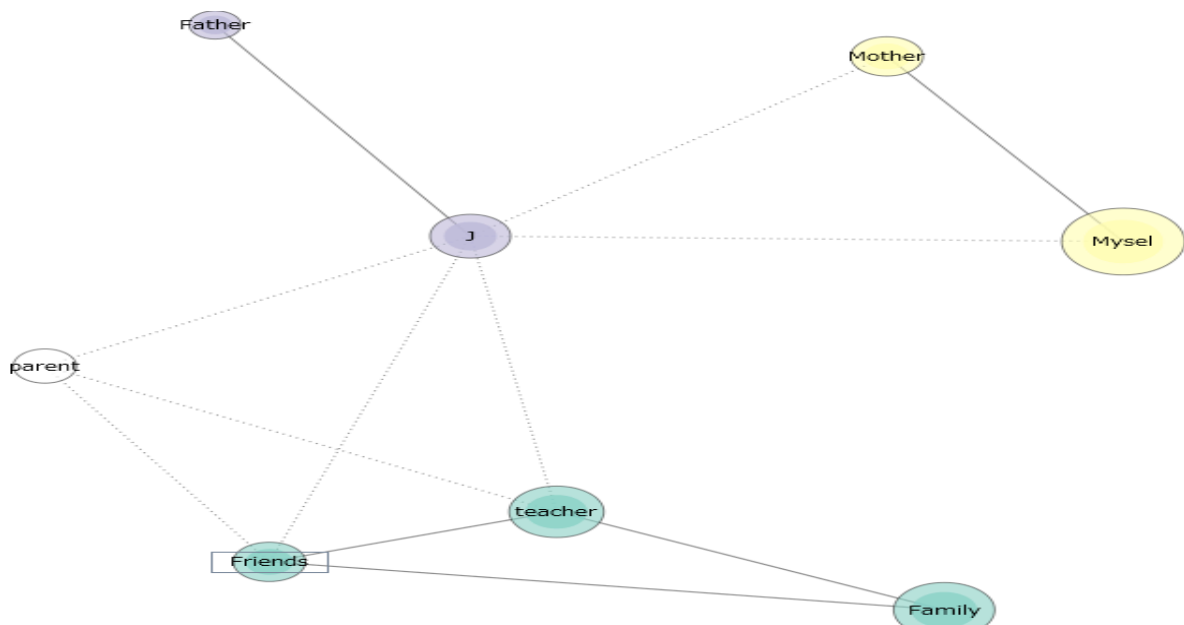 Father
Mother
J
Mysel
parent
teacher
Friends
Family